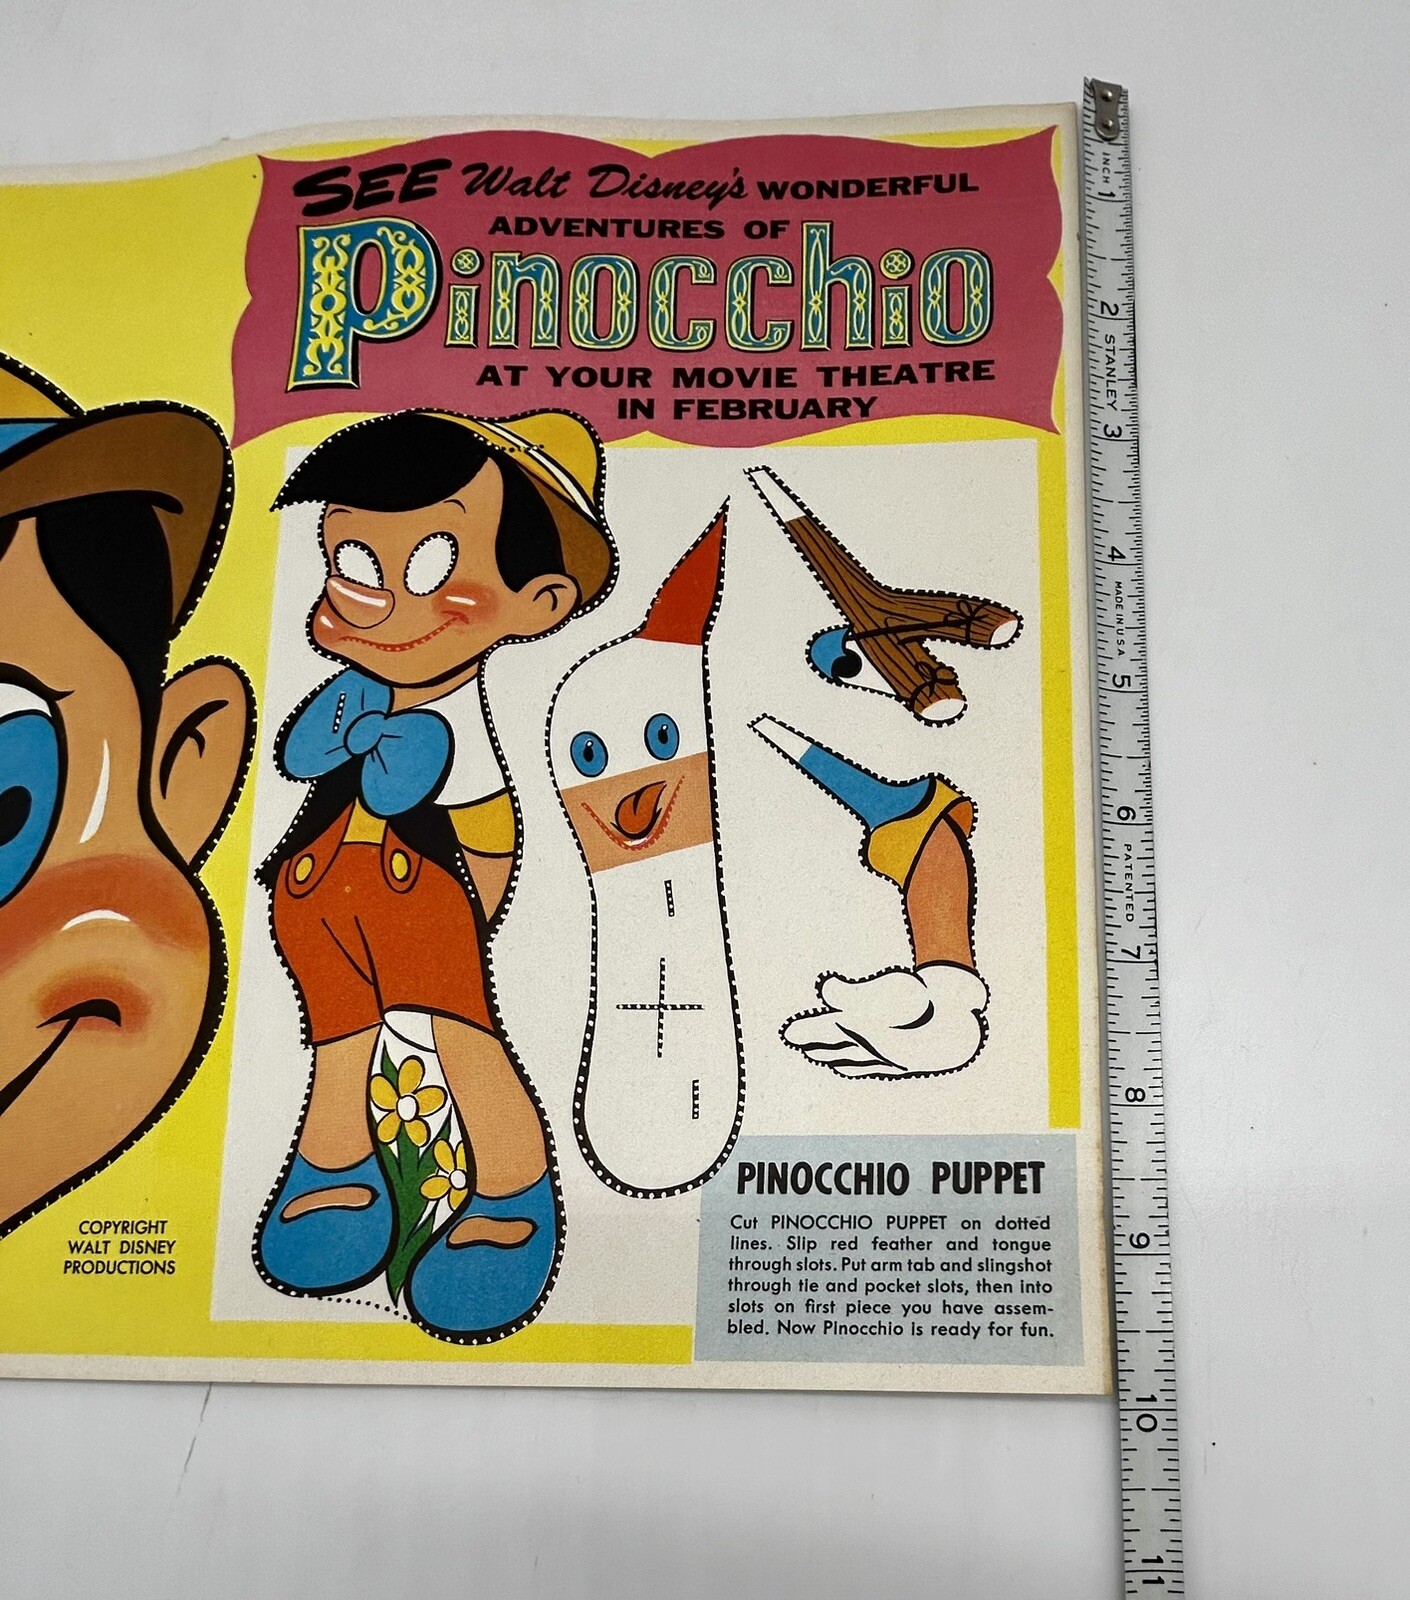 SEE Walt Disney's WONDERFUL
ADVENTURES OF
Pinocchio
AT YOUR MOVIE THEATRE
IN FEBRUARY
COPYRIGHT
WALT DISNEY
PRODUCTIONS
PINOCCHIO PUPPET
Cut PINOCCHIO PUPPET on dotted
lines. Slip red feather and tongue
through slots. Put arm tab and slingshot
through tie and pocket slots, then into
slots on first piece you have assem-
bled. Now Pinocchio is ready for fun.
INCH 1
2
STANLEY
3
4
MADE IN USA
5
6
PATENTED
7
8
9
10
11